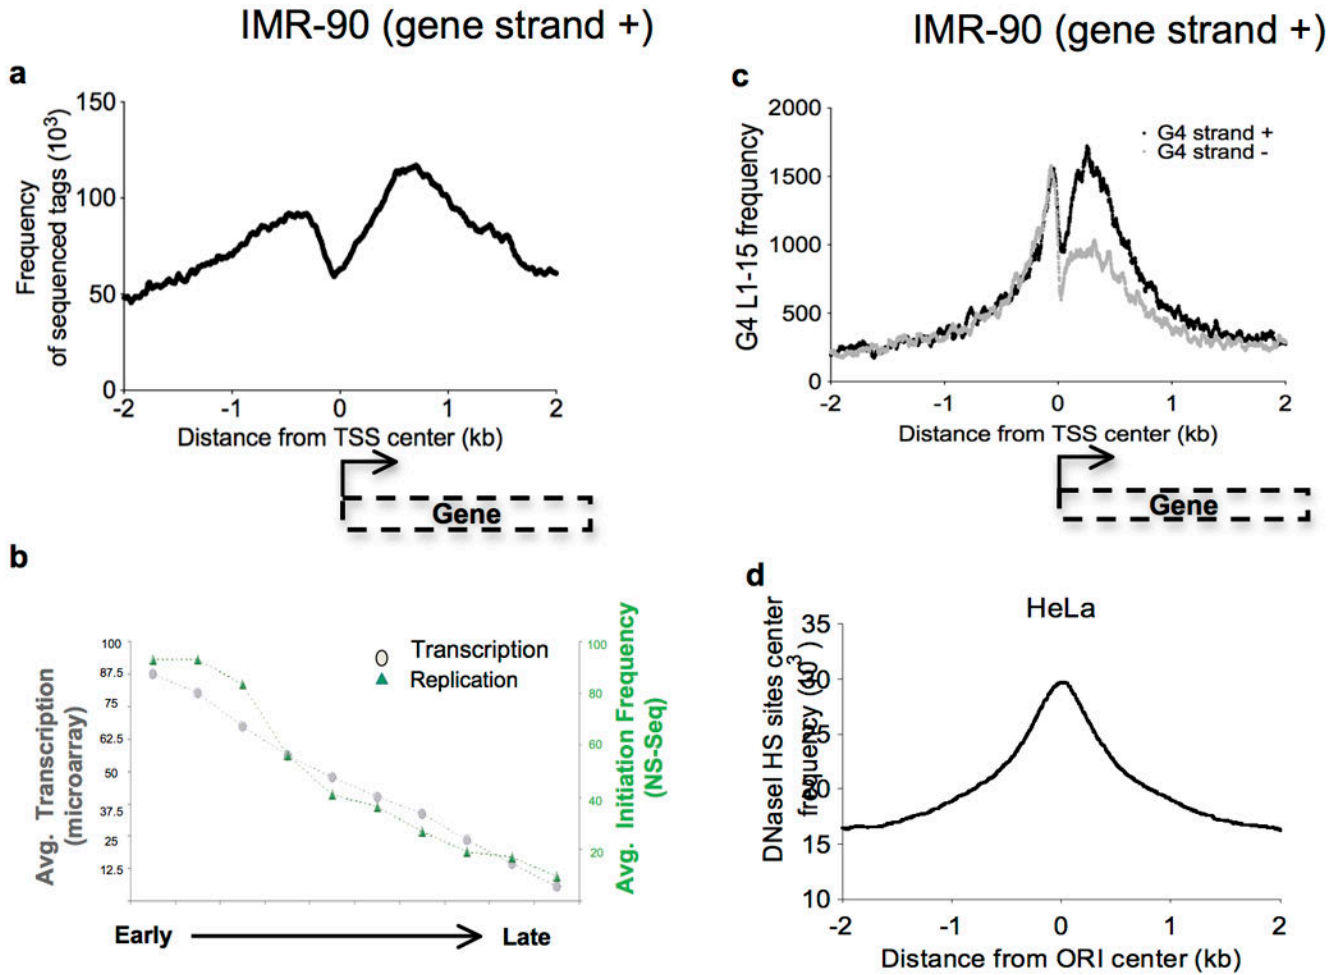 IMR-90 (gene strand +)
a
Frequency
of sequenced tags (10³)
150
100
50
0
-2
-1
0
1
2
Distance from TSS center (kb)
Gene
IMR-90 (gene strand +)
c
G4 L1-15 frequency
2000
1500
1000
500
0
G4 strand +
G4 strand -
-2
-1
0
1
2
Distance from TSS center (kb)
Gene
b
Avg. Transcription
(microarray)
100
87.5
75
62.5
50
37.5
25
12.5
Transcription
Replication
100
80
60
40
20
Avg. Initiation Frequency
(NS-Seq)
Early
Late
d
HeLa
DNaseI HS sites center
frequency (10³)
35
30
25
20
15
10
-2
-1
0
1
2
Distance from ORI center (kb)